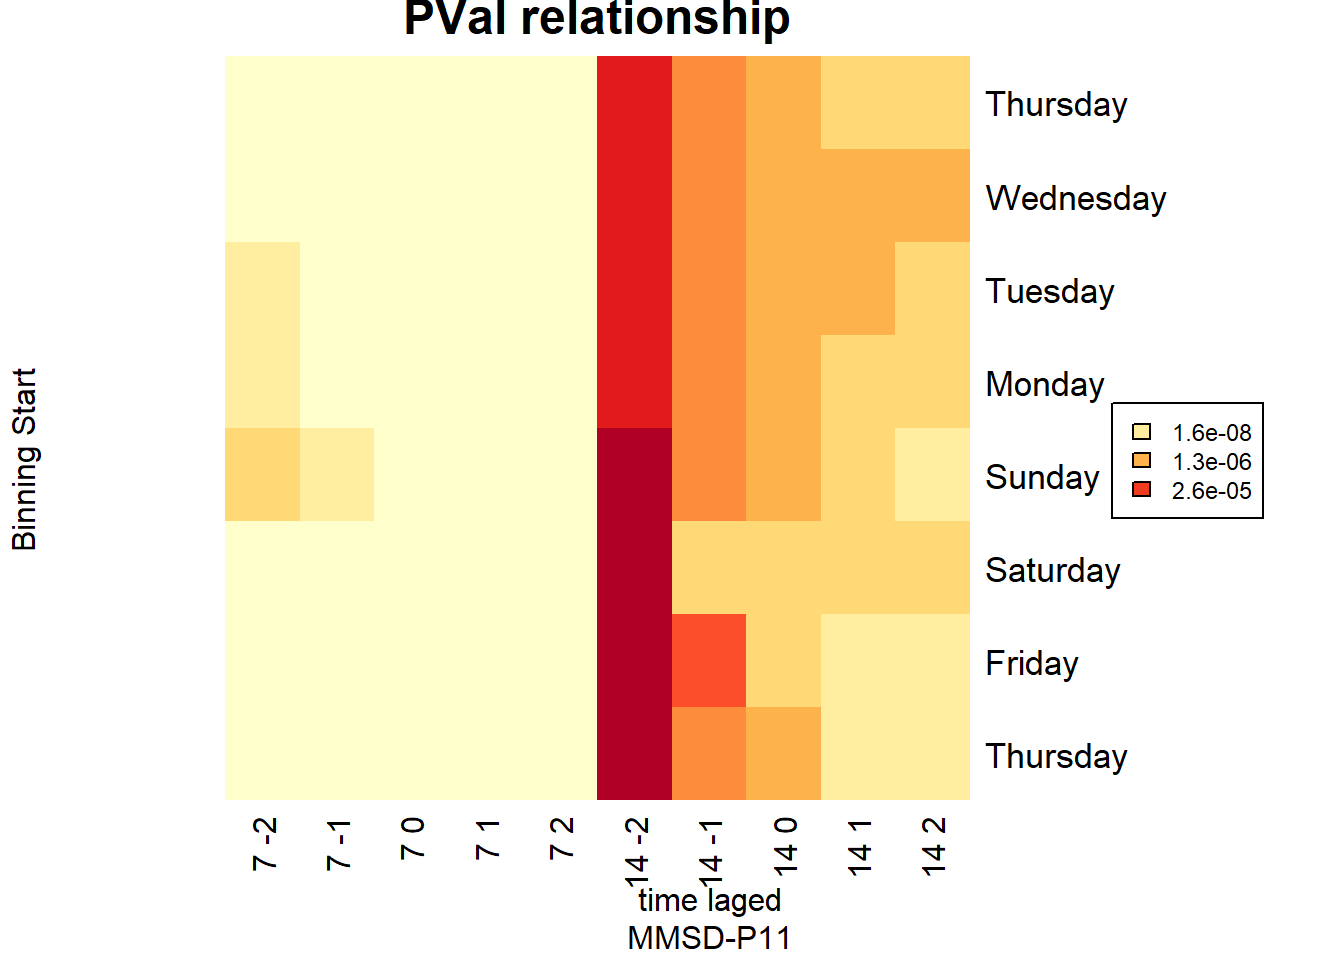 PVal relationship
Thursday
Wednesday
Tuesday
Monday
Sunday
Saturday
Friday
Thursday
Binning Start
1.6e-08
1.3e-06
2.6e-05
7 -2
7 -1
7 0
7 1
7 2
14 -2
14 -1
14 0
14 1
14 2
time laged
MMSD-P11